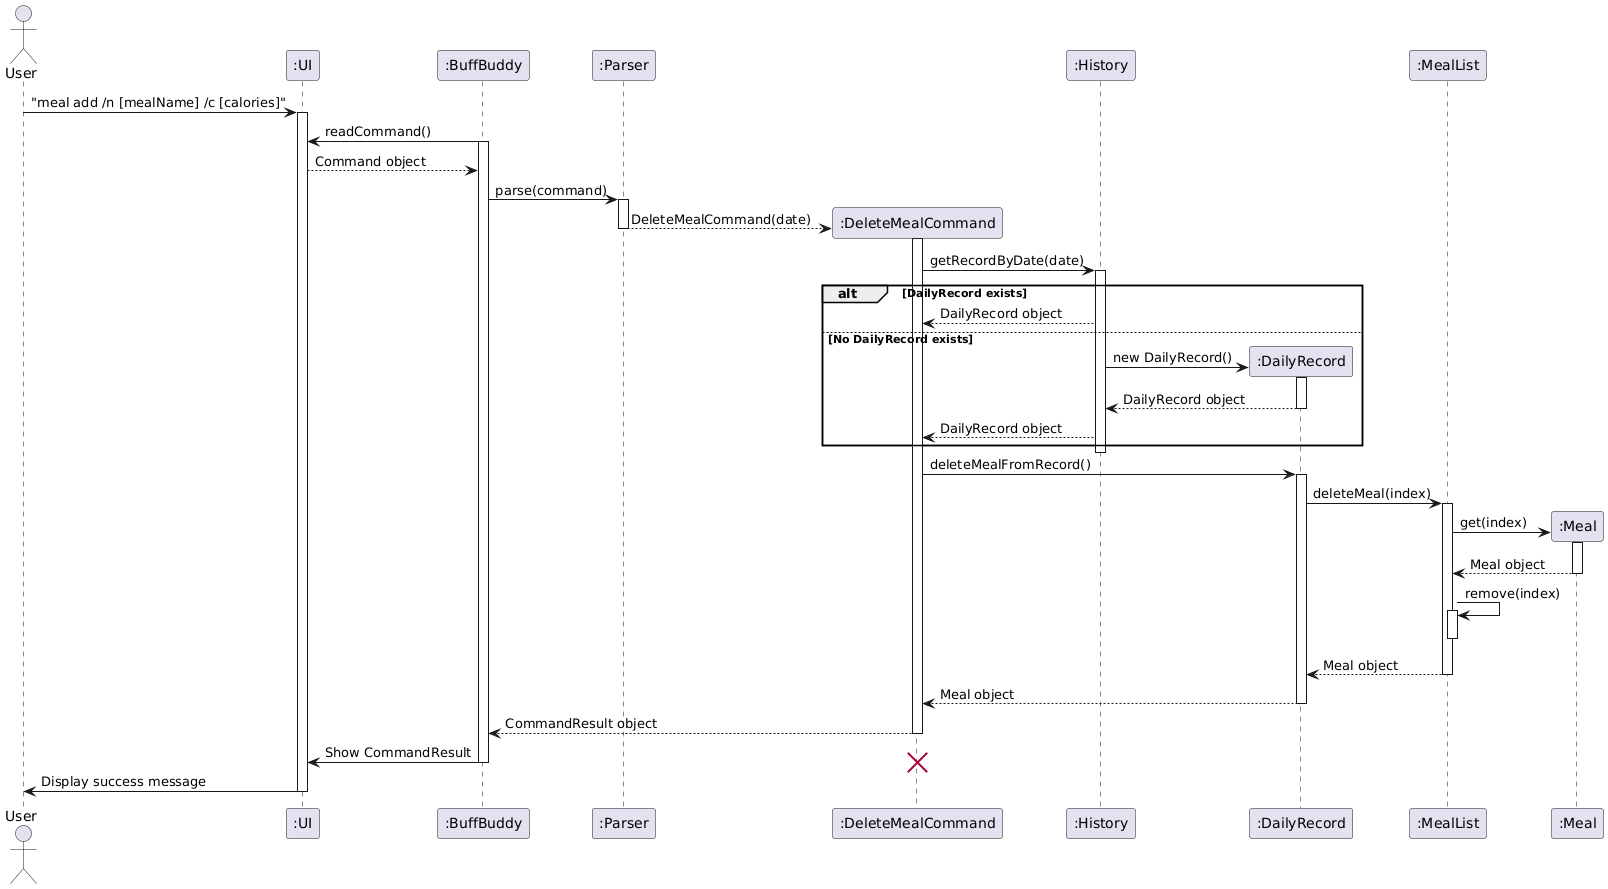 User
:UI
:BuffBuddy
:Parser
:History
:MealList
"meal add /n [mealName] /c [calories]"
readCommand()
Command object
parse(command)
:DeleteMealCommand
DeleteMealCommand(date)
getRecordByDate(date)
alt
[DailyRecord exists]
DailyRecord object
[No DailyRecord exists]
new DailyRecord()
:DailyRecord
DailyRecord object
DailyRecord object
deleteMealFromRecord()
deleteMeal(index)
get(index)
:Meal
Meal object
remove(index)
Meal object
Meal object
CommandResult object
Show CommandResult
Display success message
User
:UI
:BuffBuddy
:Parser
:DeleteMealCommand
:History
:DailyRecord
:MealList
:Meal